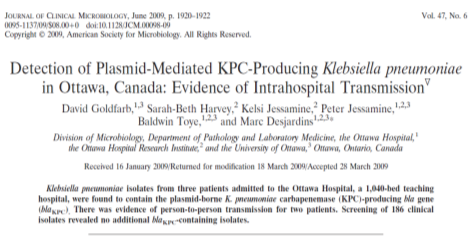 JOURNAL OF CLINICAL MICROBIOLOGY, June 2009, p. 1920–1922
Vol. 47, No. 6
0095-1137/09/$08.00+0 doi:10.1128/JCM.00098-09
Copyright © 2009, American Society for Microbiology. All Rights Reserved.
Detection of Plasmid-Mediated KPC-Producing Klebsiella pneumoniae
in Ottawa, Canada: Evidence of Intrahospital Transmission▽
David Goldfarb,1,3 Sarah-Beth Harvey,2 Kelsi Jessamine,2 Peter Jessamine,1,2,3
Baldwin Toye,1,2,3 and Marc Desjardins1,2,3*
Division of Microbiology, Department of Pathology and Laboratory Medicine, the Ottawa Hospital,1
the Ottawa Hospital Research Institute,2 and the University of Ottawa,3 Ottawa, Ontario, Canada
Received 16 January 2009/Returned for modification 18 March 2009/Accepted 28 March 2009
Klebsiella pneumoniae isolates from three patients admitted to the Ottawa Hospital, a 1,040-bed teaching
hospital, were found to contain the plasmid-borne K. pneumoniae carbapenemase (KPC)-producing bla gene
(blaKPC). There was evidence of person-to-person transmission for two patients. Screening of 186 clinical
isolates revealed no additional blaKPC-containing isolates.